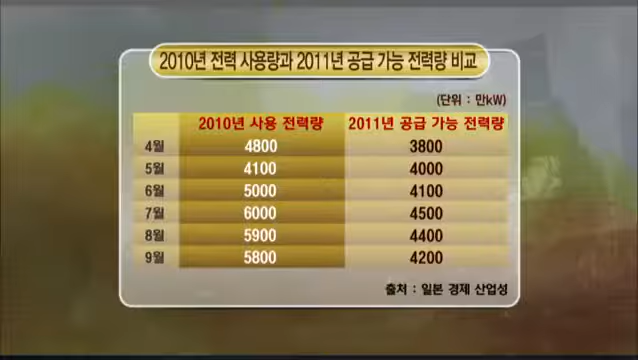 2010년 전력 사용량과 2011년 공급 가능 전력량 비교
(단위 : 만kW)
2010년 사용 전력량 2011년 공급 가능 전력량
4월 4800 3800
5월 4100 4000
6월 5000 4100
7월 6000 4500
8월 5900 4400
9월 5800 4200
출처 : 일본 경제 산업성